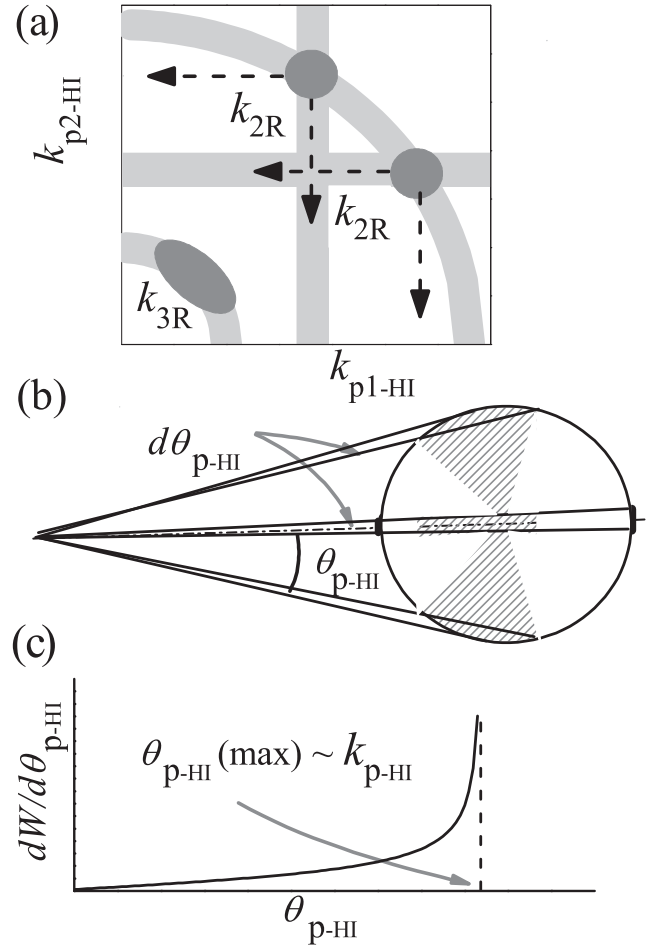 (a)
k_p2-HI
k_2R
k_2R
k_3R
k_p1-HI
(b)
dθ_p-HI
θ_p-HI
(c)
dW/dθ_p-HI
θ_p-HI (max) ~ k_p-HI
θ_p-HI